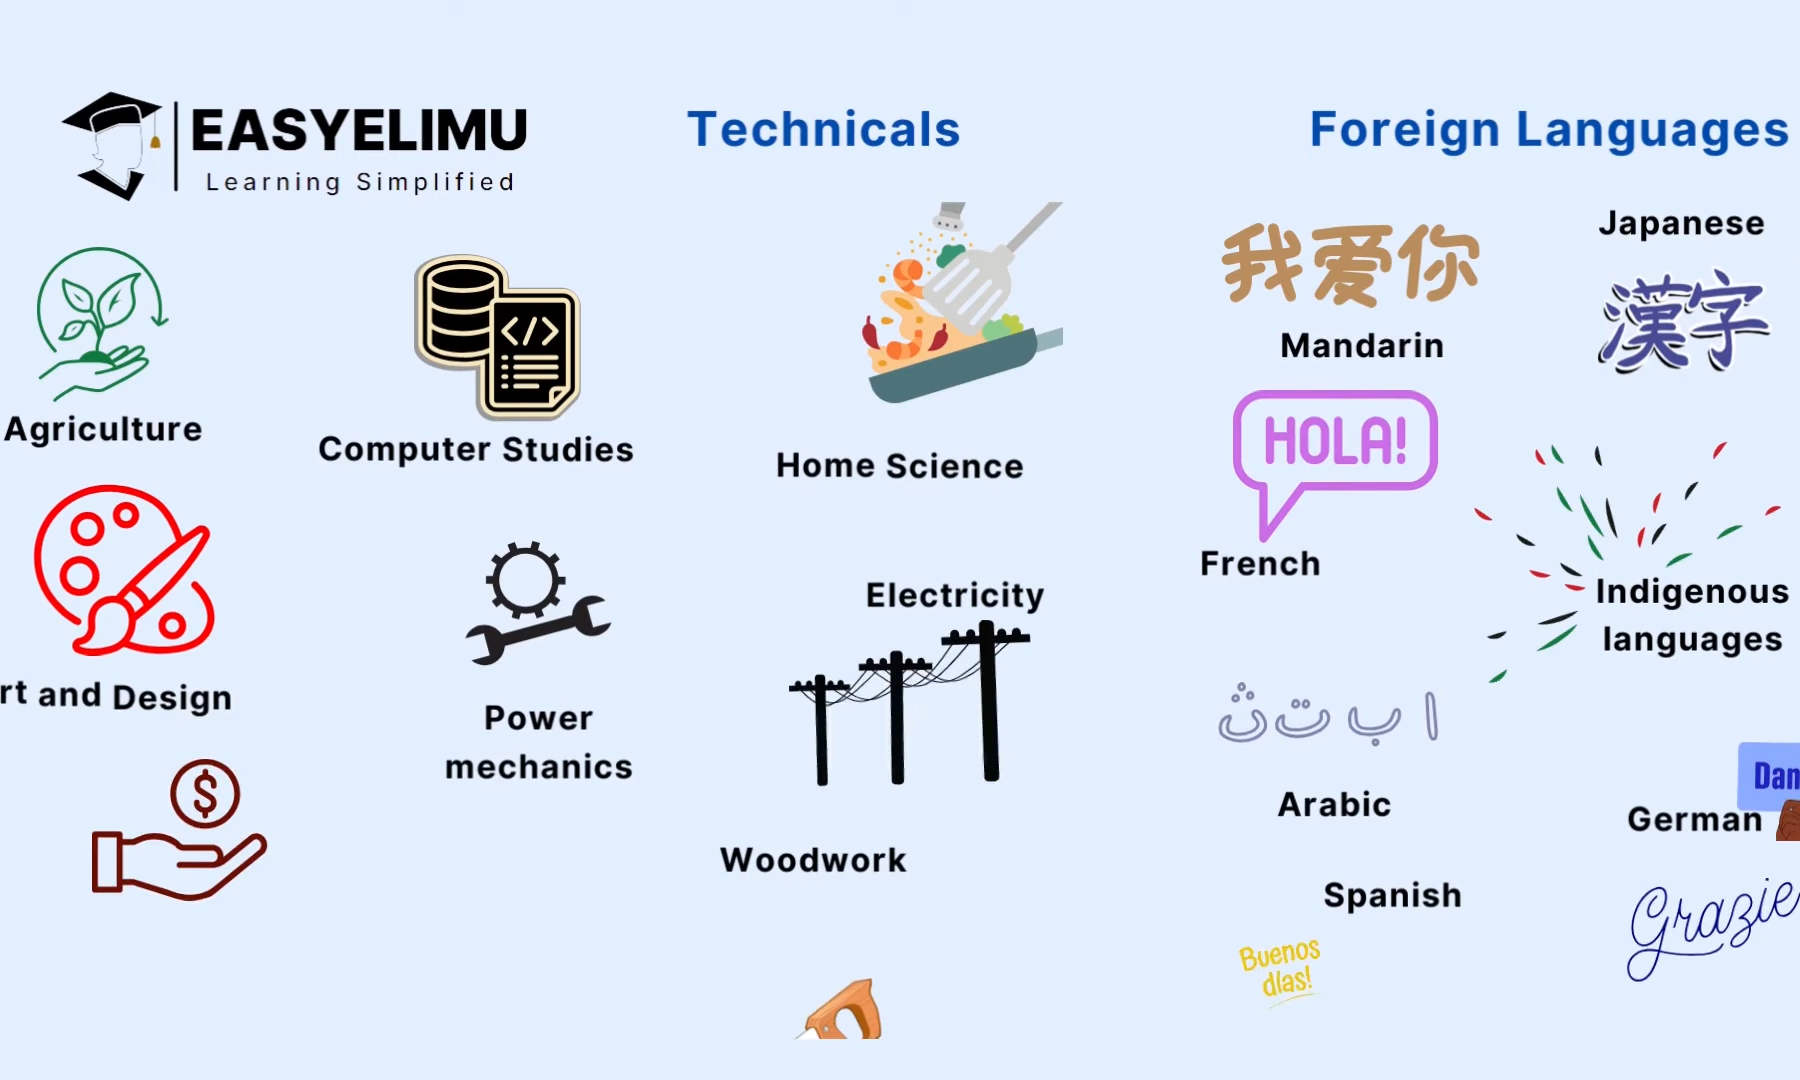 EASYELIMU
Learning Simplified
Technicals
Foreign Languages
Agriculture
Computer Studies
Home Science
rt and Design
Power
mechanics
$
</>
Electricity
Woodwork
Japanese
我爱你
漢字
Mandarin
HOLA!
French
Indigenous
languages
ا ب ت ث
Arabic
Dan
German
Spanish
Buenos
días!
Grazie